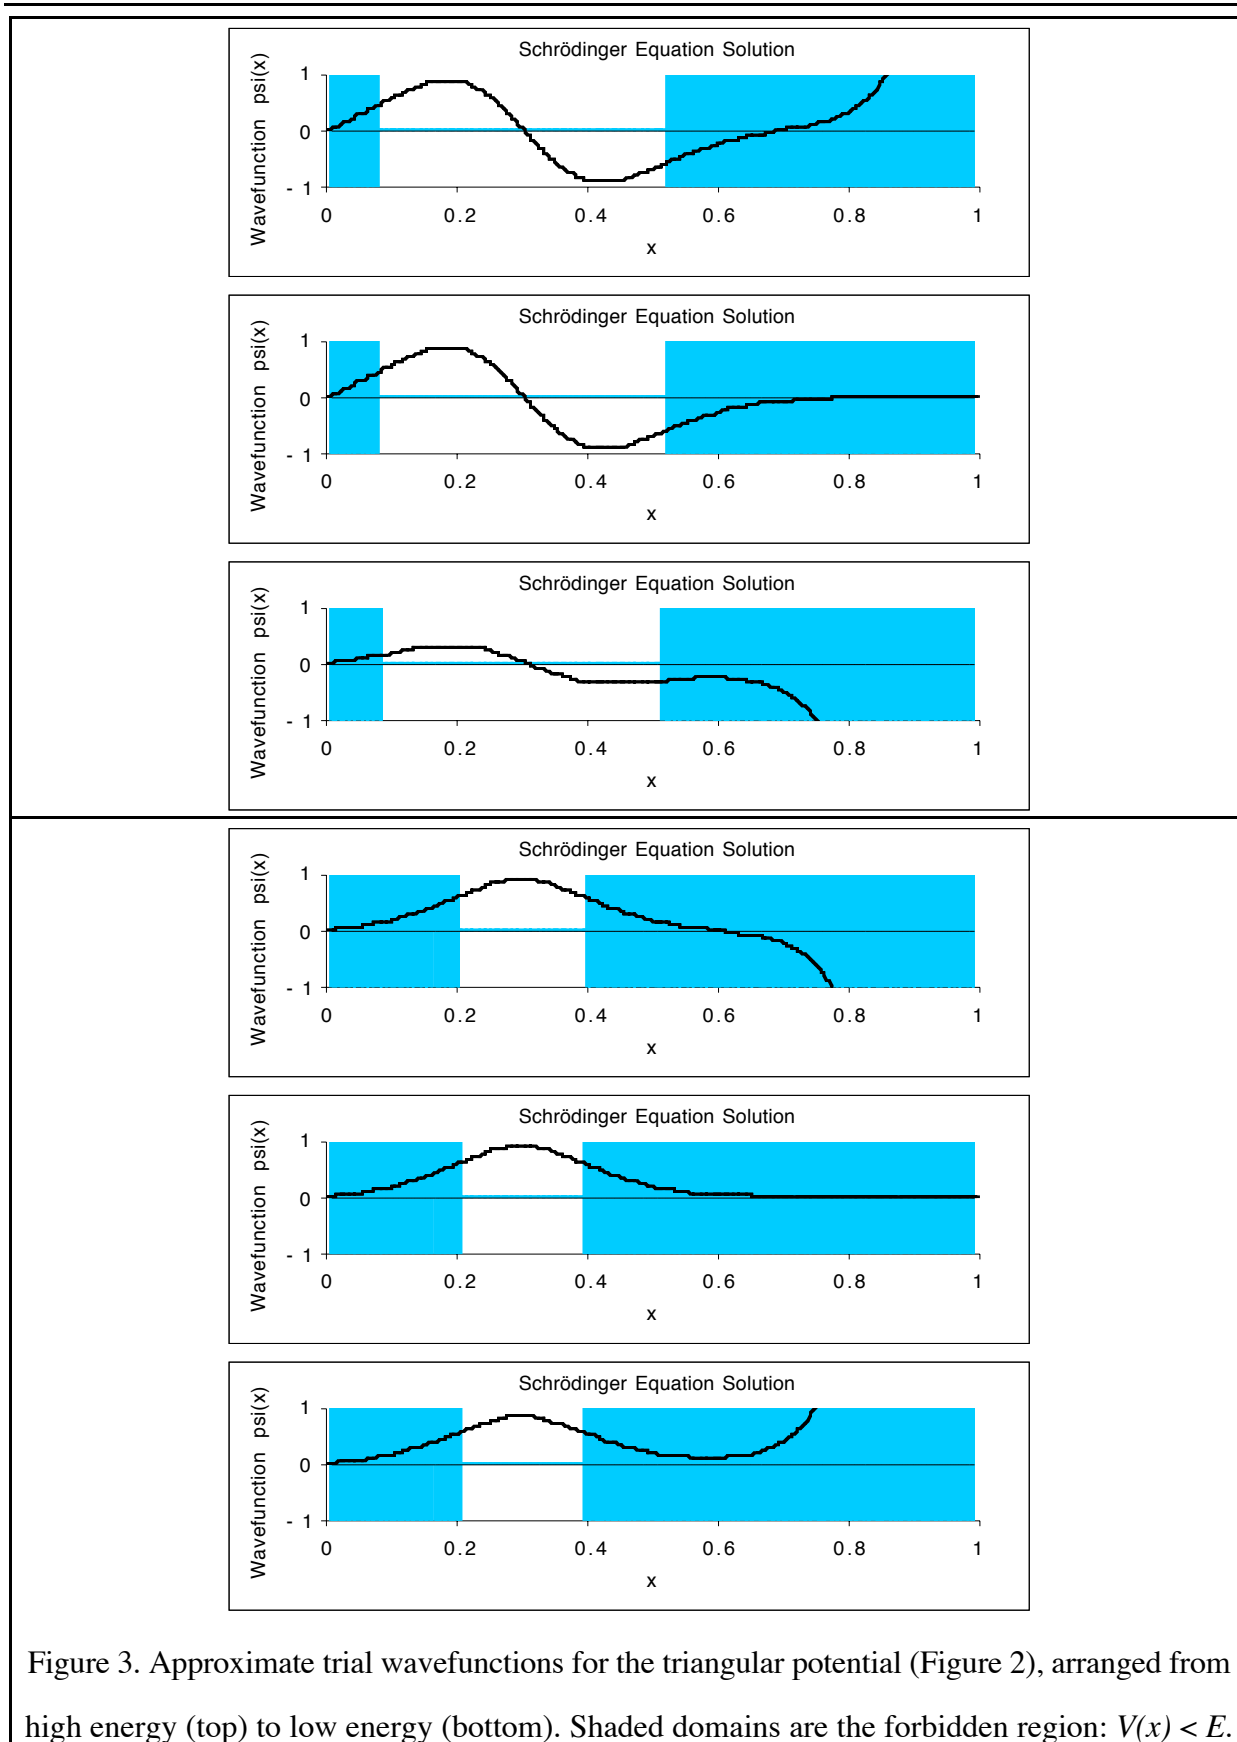 Schrödinger Equation Solution
Wavefunction psi(x)
1
0
- 1
0 0.2 0.4 0.6 0.8 1
x
Schrödinger Equation Solution
Wavefunction psi(x)
1
0
- 1
0 0.2 0.4 0.6 0.8 1
x
Schrödinger Equation Solution
Wavefunction psi(x)
1
0
- 1
0 0.2 0.4 0.6 0.8 1
x
Schrödinger Equation Solution
Wavefunction psi(x)
1
0
- 1
0 0.2 0.4 0.6 0.8 1
x
Schrödinger Equation Solution
Wavefunction psi(x)
1
0
- 1
0 0.2 0.4 0.6 0.8 1
x
Schrödinger Equation Solution
Wavefunction psi(x)
1
0
- 1
0 0.2 0.4 0.6 0.8 1
x
Figure 3. Approximate trial wavefunctions for the triangular potential (Figure 2), arranged from
high energy (top) to low energy (bottom). Shaded domains are the forbidden region: V(x) < E.